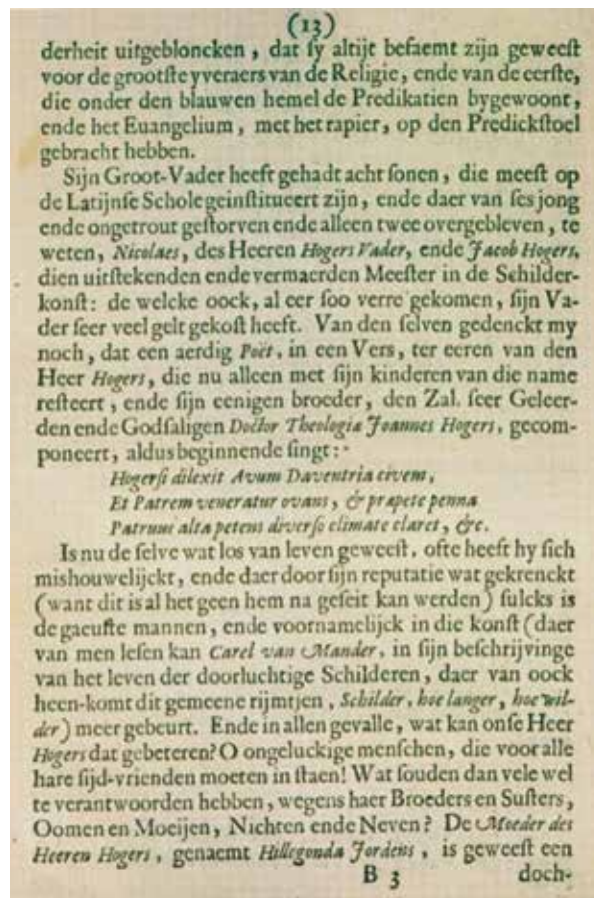 (13)
derheit uitgebloncken, dat ſy altijt befaemt zijn geweeſt
voor de grootſte yveraers van de Religie, ende van de eerſte,
die onder den blauwen hemel de Predikatien bygewoont,
ende het Euangelium, met het rapier, op den Predickſtoel
gebracht hebben.
Sijn Groot-Vader heeft gehadt acht ſonen, die meeſt op
de Latijnſe Schole geinſtitueert zijn, ende daer van ſes jong
ende ongetrout geſtorven ende alleen twee overgebleven, te
weten, Nicolaes, des Heeren Hogers Vader, ende Jacob Hogers,
dien uitſtekenden ende vermaerden Meeſter in de Schilder-
konſt: de welcke oock, al eer ſoo verre gekomen, ſijn Va-
der ſeer veel gelt gekoſt heeft. Van den ſelven gedenckt my
noch, dat een aerdig Poët, in een Vers, ter eeren van den
Heer Hogers, die nu alleen met ſijn kinderen van die name
reſteert, ende ſijn eenigen broeder, den Zal. ſeer Geleer-
den ende Godſaligen Doctor Theologiæ Joannes Hogers, gecom-
poneert, aldus beginnende ſingt:
Hogerſi dilexit Avum Daventria civem,
Et Patrem veneratur ovans, & præpete penna
Patruum alta petens diverſo climate claret, &c.
Is nu de ſelve wat los van leven geweeſt, ofte heeft hy ſich
mishouwelijckt, ende daer door ſijn reputatie wat gekrenckt
(want dit is al het geen hem na geſeit kan werden) ſulcks is
de gaeuſte mannen, ende voornamelijck in die konſt (daer
van men leſen kan Carel van Mander, in ſijn beſchrijvinge
van het leven der doorluchtige Schilderen, daer van oock
heen-komt dit gemeene rijmtjen, Schilder, hoe langer, hoe wil-
der) meer gebeurt. Ende in allen gevalle, wat kan onſe Heer
Hogers dat gebeteren? O ongeluckige menſchen, die voor alle
hare ſijd-vrienden moeten in ſtaen! Wat ſouden dan vele wel
te verantwoorden hebben, wegens haer Broeders en Suſters,
Oomen en Moeijen, Nichten ende Neven? De Moeder des
Heeren Hogers, genaemt Hillegonda Jordens, is geweeſt een
B 3 doch-